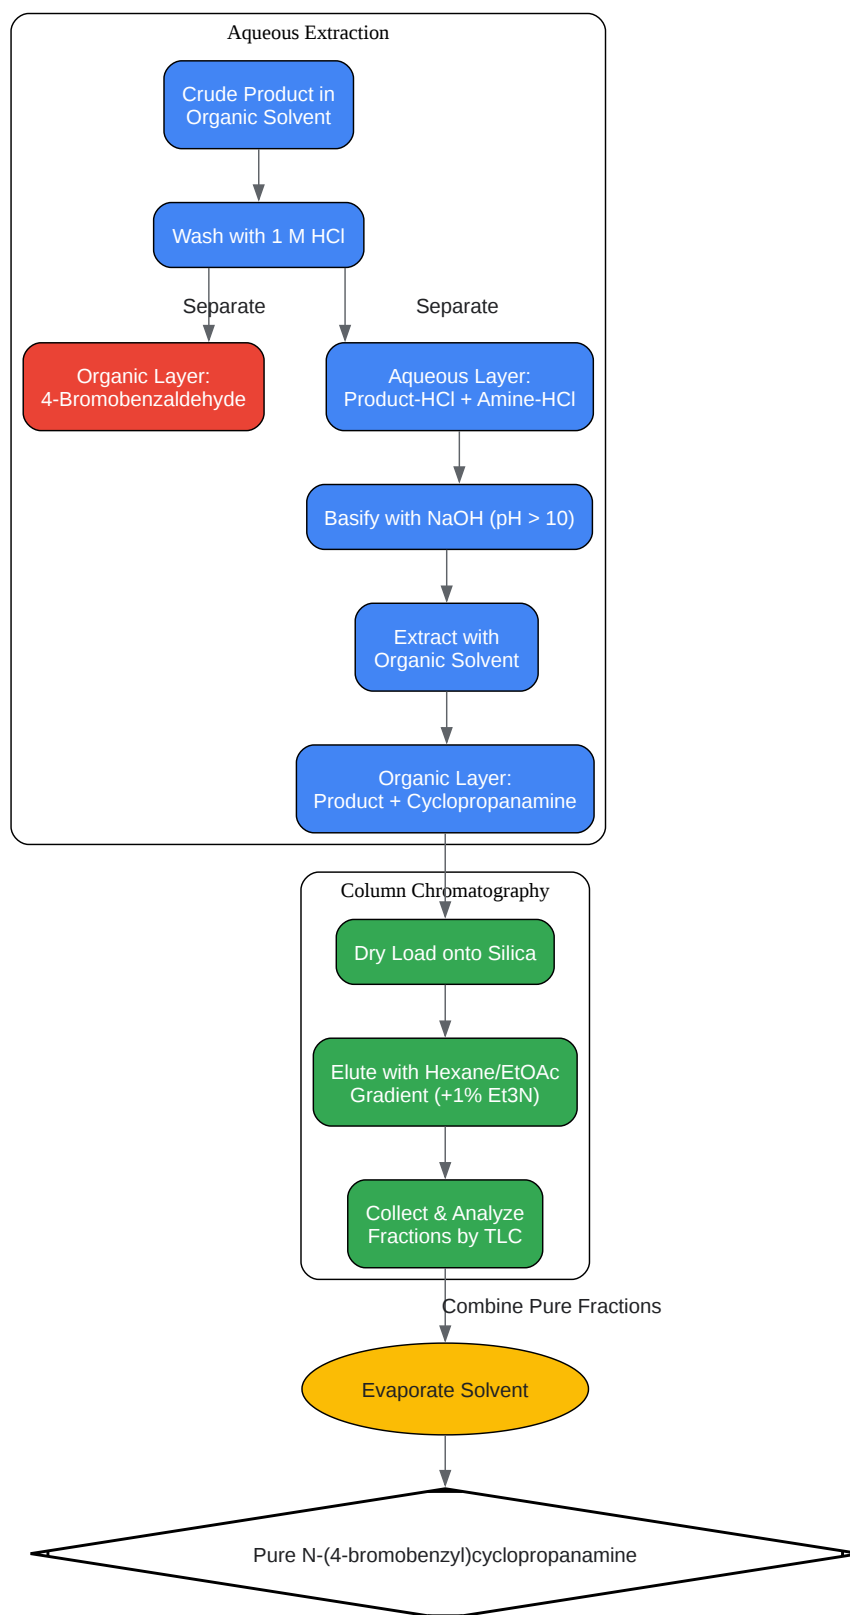 Aqueous Extraction
Crude Product in
Organic Solvent
Wash with 1 M HCl
Separate
Separate
Organic Layer:
4-Bromobenzaldehyde
Aqueous Layer:
Product-HCl + Amine-HCl
Basify with NaOH (pH > 10)
Extract with
Organic Solvent
Organic Layer:
Product + Cyclopropanamine
Column Chromatography
Dry Load onto Silica
Elute with Hexane/EtOAc
Gradient (+1% Et3N)
Collect & Analyze
Fractions by TLC
Combine Pure Fractions
Evaporate Solvent
Pure N-(4-bromobenzyl)cyclopropanamine